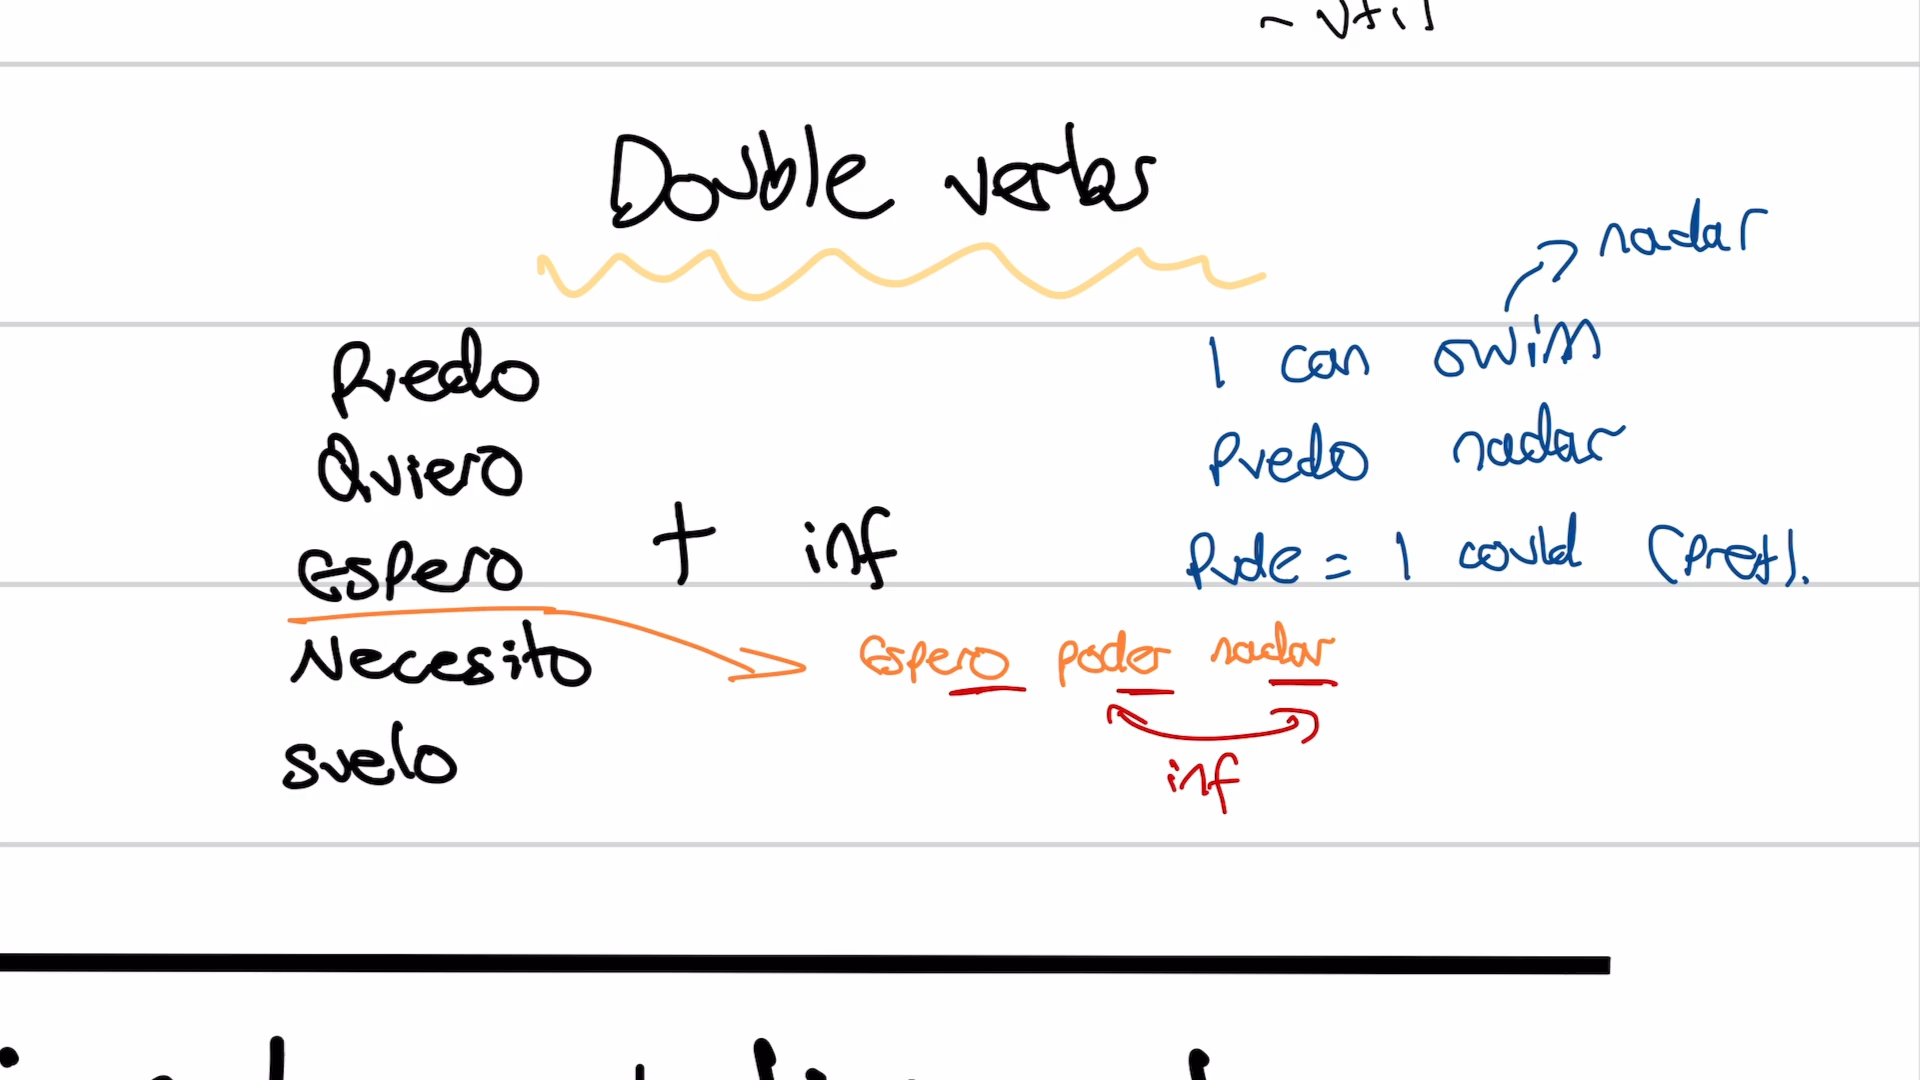 ~ util
Double verbs
nadar
Puedo
I can swim
Quiero
Puedo nadar
+ inf
Espero
Pude = I could (pret).
Necesito
Espero poder nadar
suelo
inf